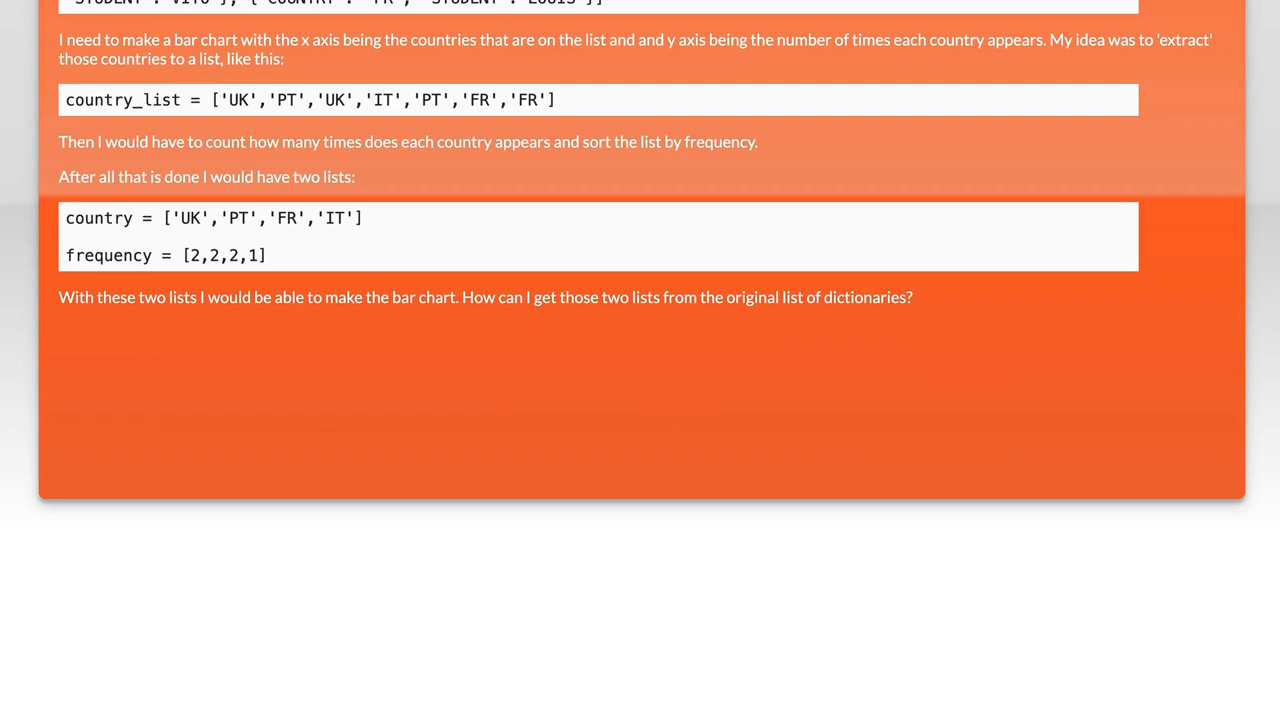 I need to make a bar chart with the x axis being the countries that are on the list and and y axis being the number of times each country appears. My idea was to 'extract'
those countries to a list, like this:
country_list = ['UK','PT','UK','IT','PT','FR','FR']
Then I would have to count how many times does each country appears and sort the list by frequency.
After all that is done I would have two lists:
country = ['UK','PT','FR','IT']
frequency = [2,2,2,1]
With these two lists I would be able to make the bar chart. How can I get those two lists from the original list of dictionaries?